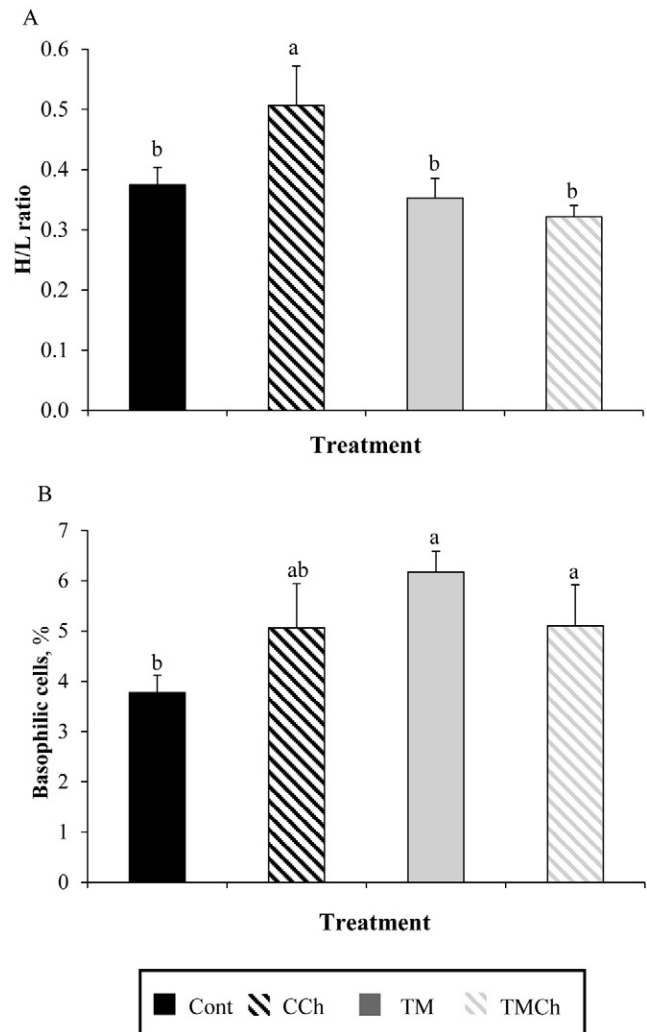 A
0.6
0.5
0.4
0.3
0.2
0.1
0.0
H/L ratio
b
a
b
b
Treatment
B
7
6
5
4
3
2
1
0
Basophilic cells, %
b
ab
a
a
Treatment
Cont CCh TM TMCh